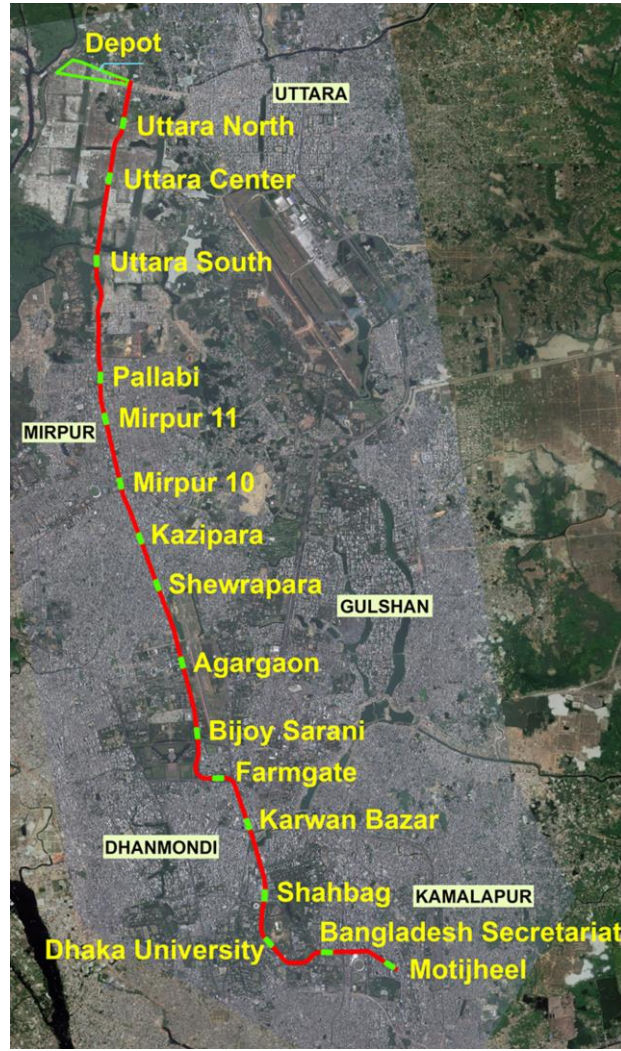 Depot
UTTARA
Uttara North
Uttara Center
Uttara South
Pallabi
Mirpur 11
MIRPUR
Mirpur 10
Kazipara
Shewrapara
GULSHAN
Agargaon
Bijoy Sarani
Farmgate
Karwan Bazar
DHANMONDI
Shahbag
KAMALAPUR
Bangladesh Secretariat
Dhaka University
Motijheel